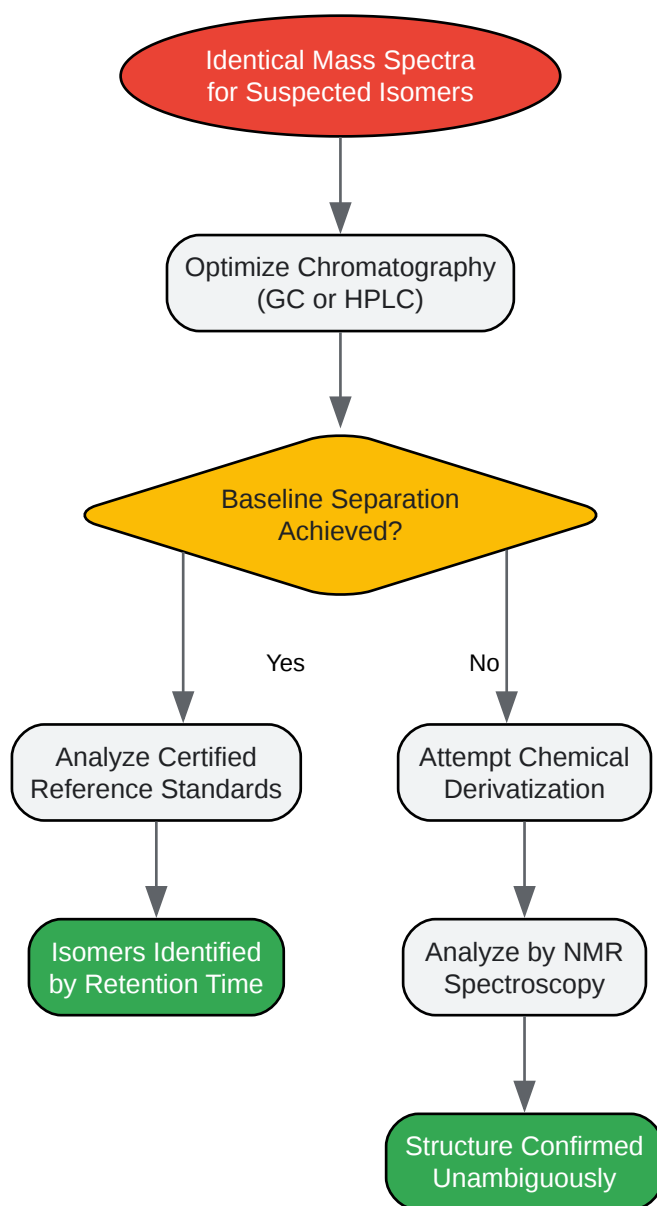 Identical Mass Spectra
for Suspected Isomers
Optimize Chromatography
(GC or HPLC)
Baseline Separation
Achieved?
Yes
No
Analyze Certified
Reference Standards
Attempt Chemical
Derivatization
Isomers Identified
by Retention Time
Analyze by NMR
Spectroscopy
Structure Confirmed
Unambiguously